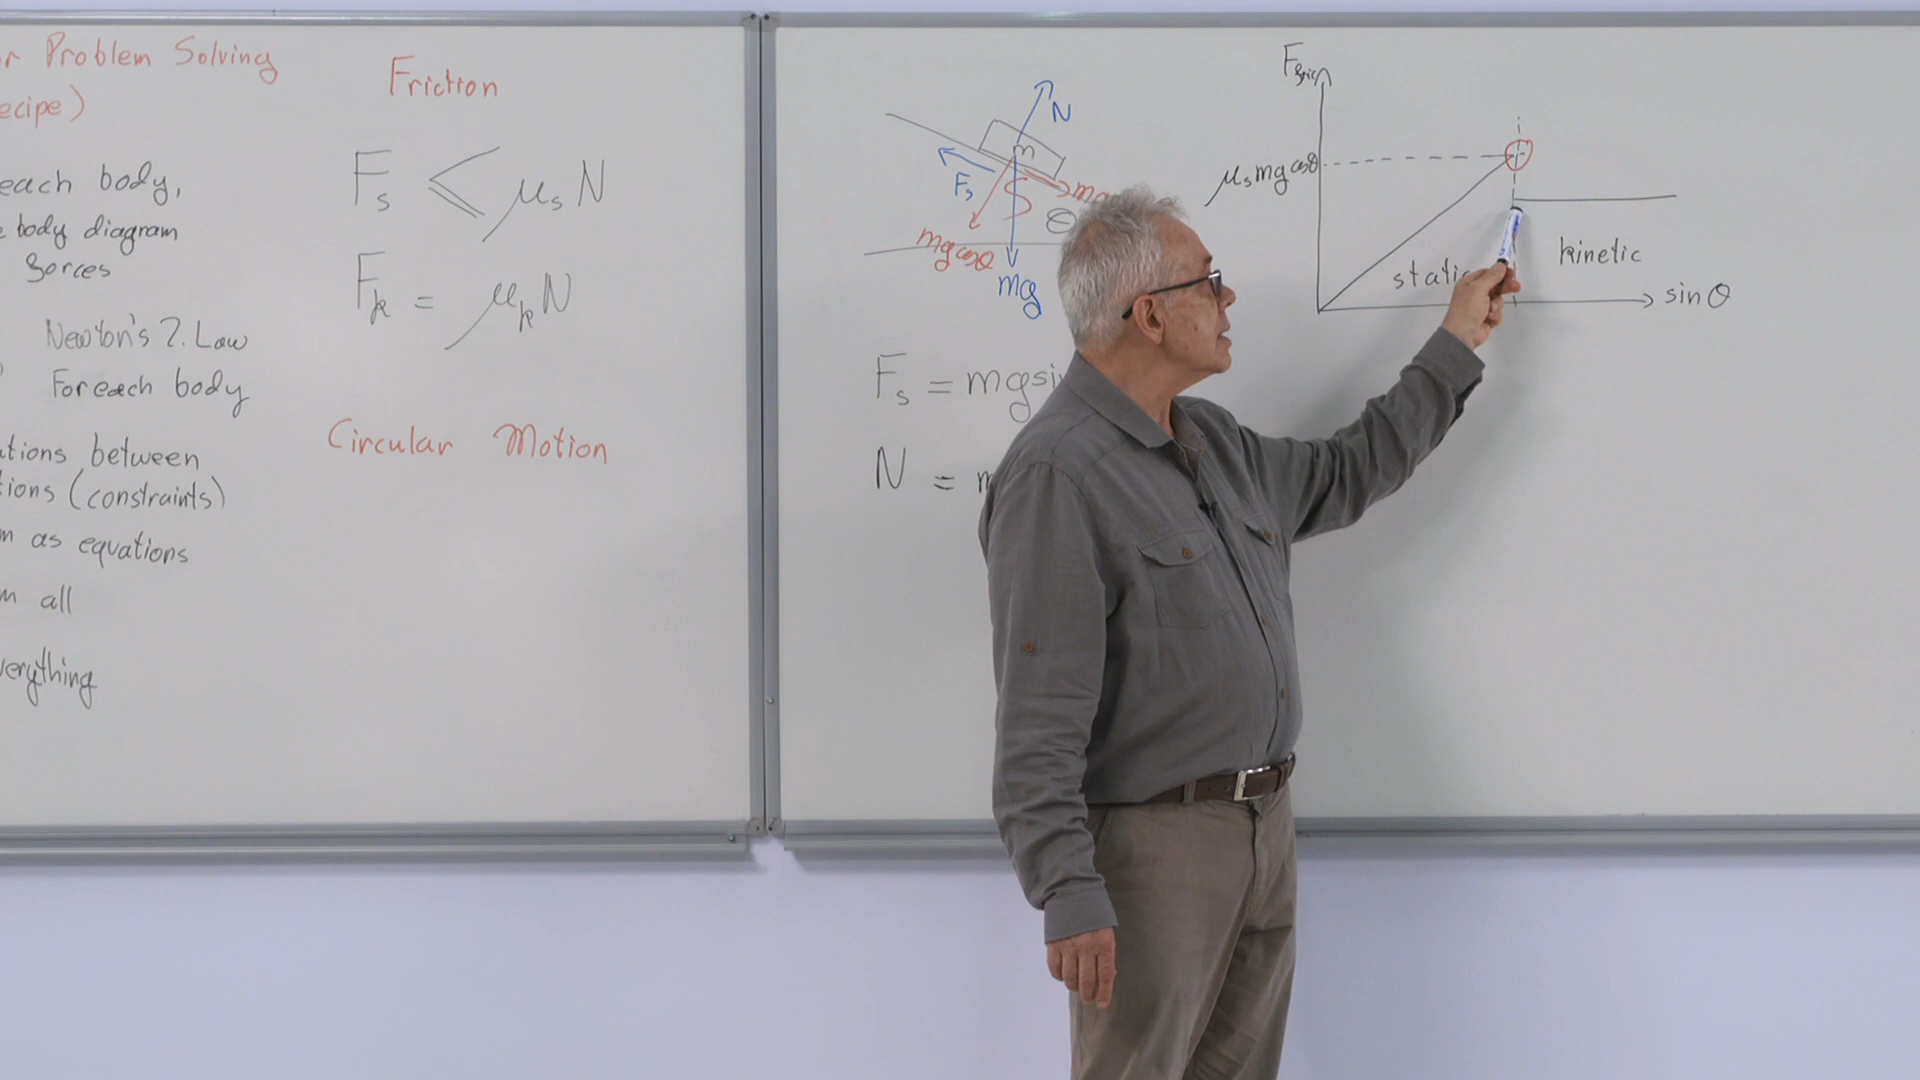 r Problem Solving
ecipe)
each body,
e body diagram
forces
Newton's 2. Law
For each body
ations between
tions (constraints)
m as equations
m all
verything
Friction
Fs ≤ μs N
Fk = μk N
Circular Motion
N
m
Fs
θ
mg cosθ
mg
Fs = mg sin
N = m
Ffric
μs mg cosθ
static
kinetic
sin θ